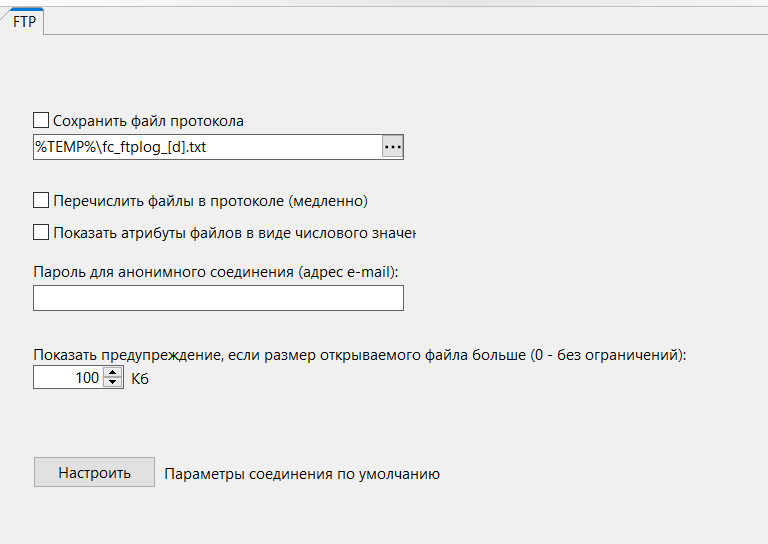 FTP
Сохранить файл протокола
%TEMP%\fc_ftplog_[d].txt
...
Перечислить файлы в протоколе (медленно)
Показать атрибуты файлов в виде числового значен
Пароль для анонимного соединения (адрес e-mail):
Показать предупреждение, если размер открываемого файла больше (0 - без ограничений):
100 Кб
Настроить Параметры соединения по умолчанию